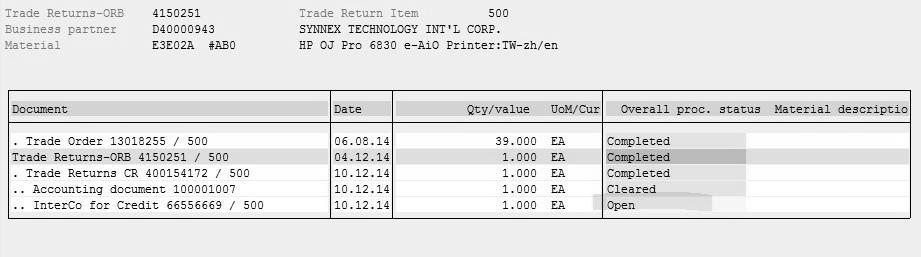 Trade Returns-ORB 4150251 Trade Return Item 500
Business partner D40000943 SYNNEX TECHNOLOGY INT'L CORP.
Material E3E02A #AB0 HP OJ Pro 6830 e-AiO Printer:TW-zh/en
Document Date Qty/value UoM/Cur Overall proc. status Material descriptio
. Trade Order 13018255 / 500 06.08.14 39.000 EA Completed
Trade Returns-ORB 4150251 / 500 04.12.14 1.000 EA Completed
. Trade Returns CR 400154172 / 500 10.12.14 1.000 EA Completed
.. Accounting document 100001007 10.12.14 1.000 EA Cleared
.. InterCo for Credit 66556669 / 500 10.12.14 1.000 EA Open